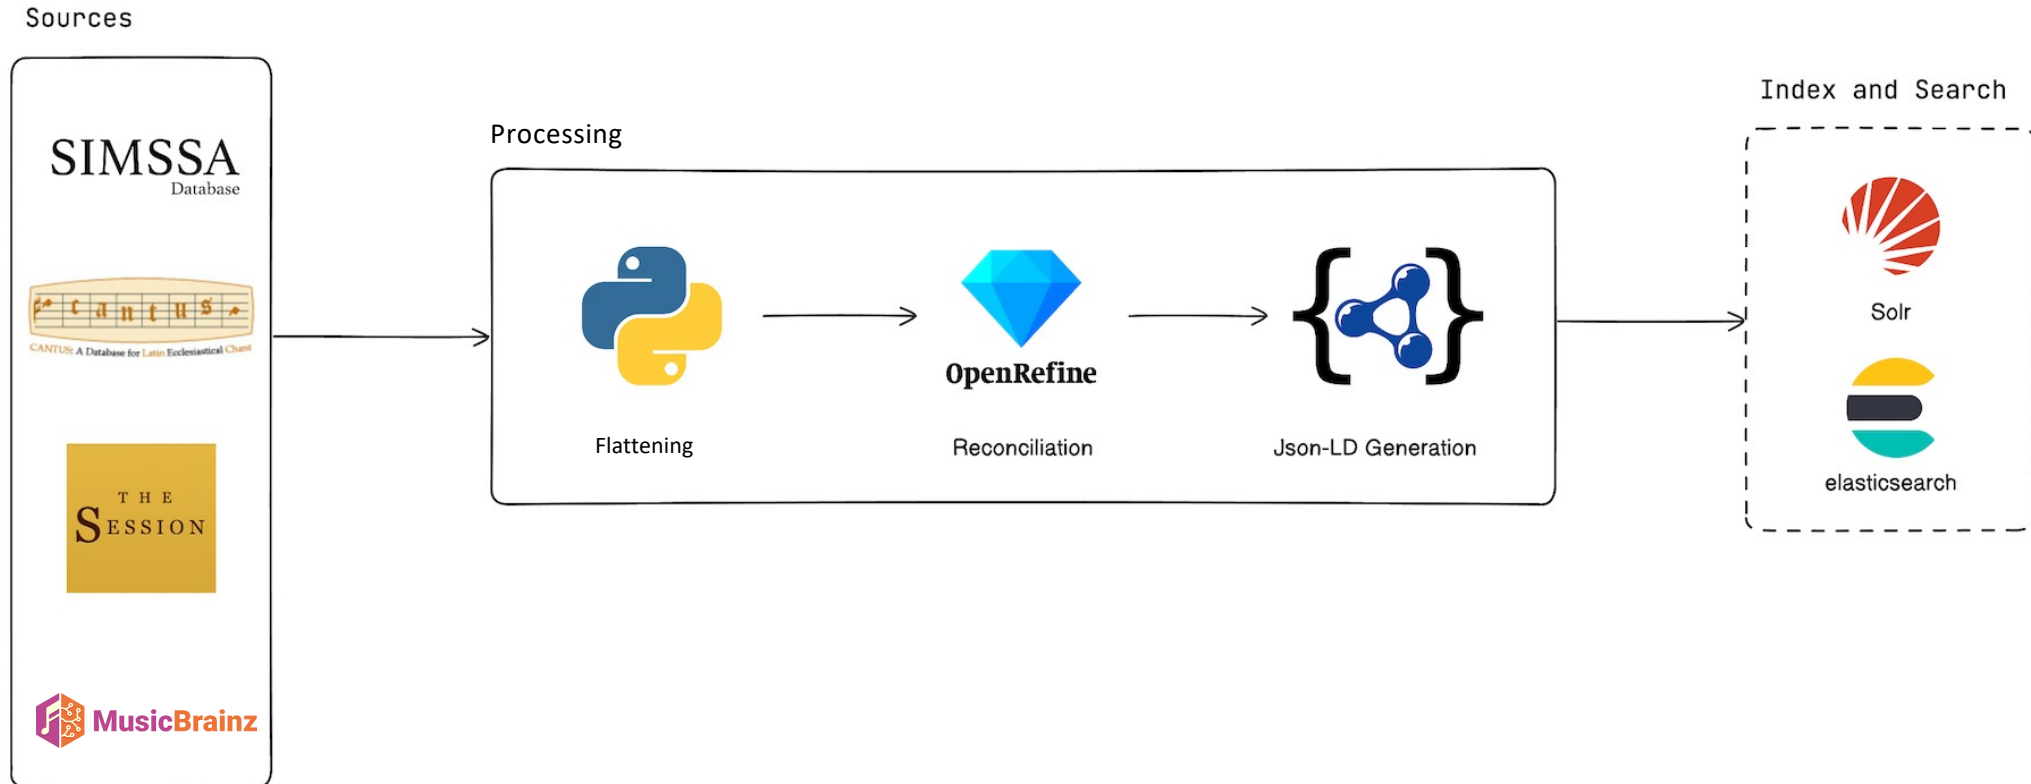 Sources
SIMSSA
Database
cantus
CANTUS: A Database for Latin Ecclesiastical Chant
THE
SESSION
MusicBrainz
Processing
OpenRefine
Flattening
Reconciliation
Json-LD Generation
Index and Search
Solr
elasticsearch